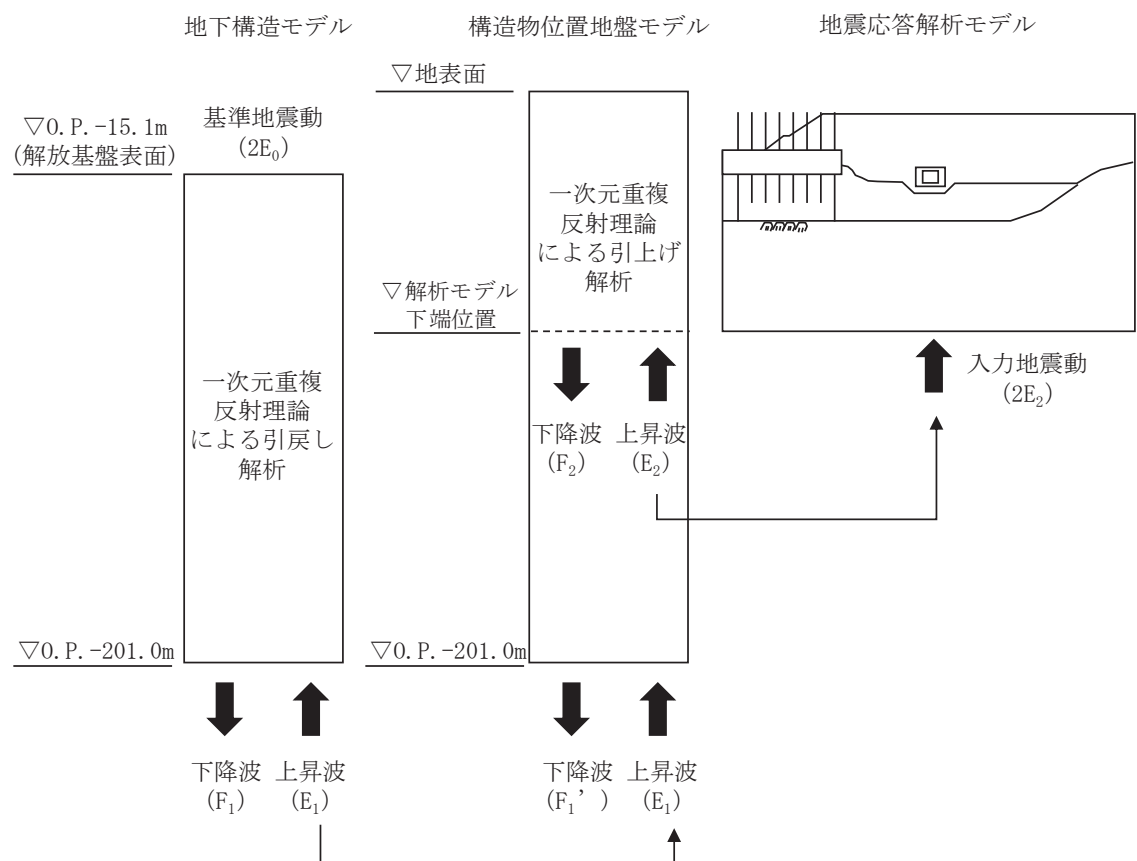 地下構造モデル
▽O.P.-15.1m
(解放基盤表面)
基準地震動
(2E₀)
一次元重複
反射理論
による引戻し
解析
▽O.P.-201.0m
下降波
(F₁)
上昇波
(E₁)
構造物位置地盤モデル
▽地表面
一次元重複
反射理論
による引上げ
解析
▽解析モデル
下端位置
下降波
(F₂)
上昇波
(E₂)
▽O.P.-201.0m
下降波
(F₁’)
上昇波
(E₁)
地震応答解析モデル
入力地震動
(2E₂)